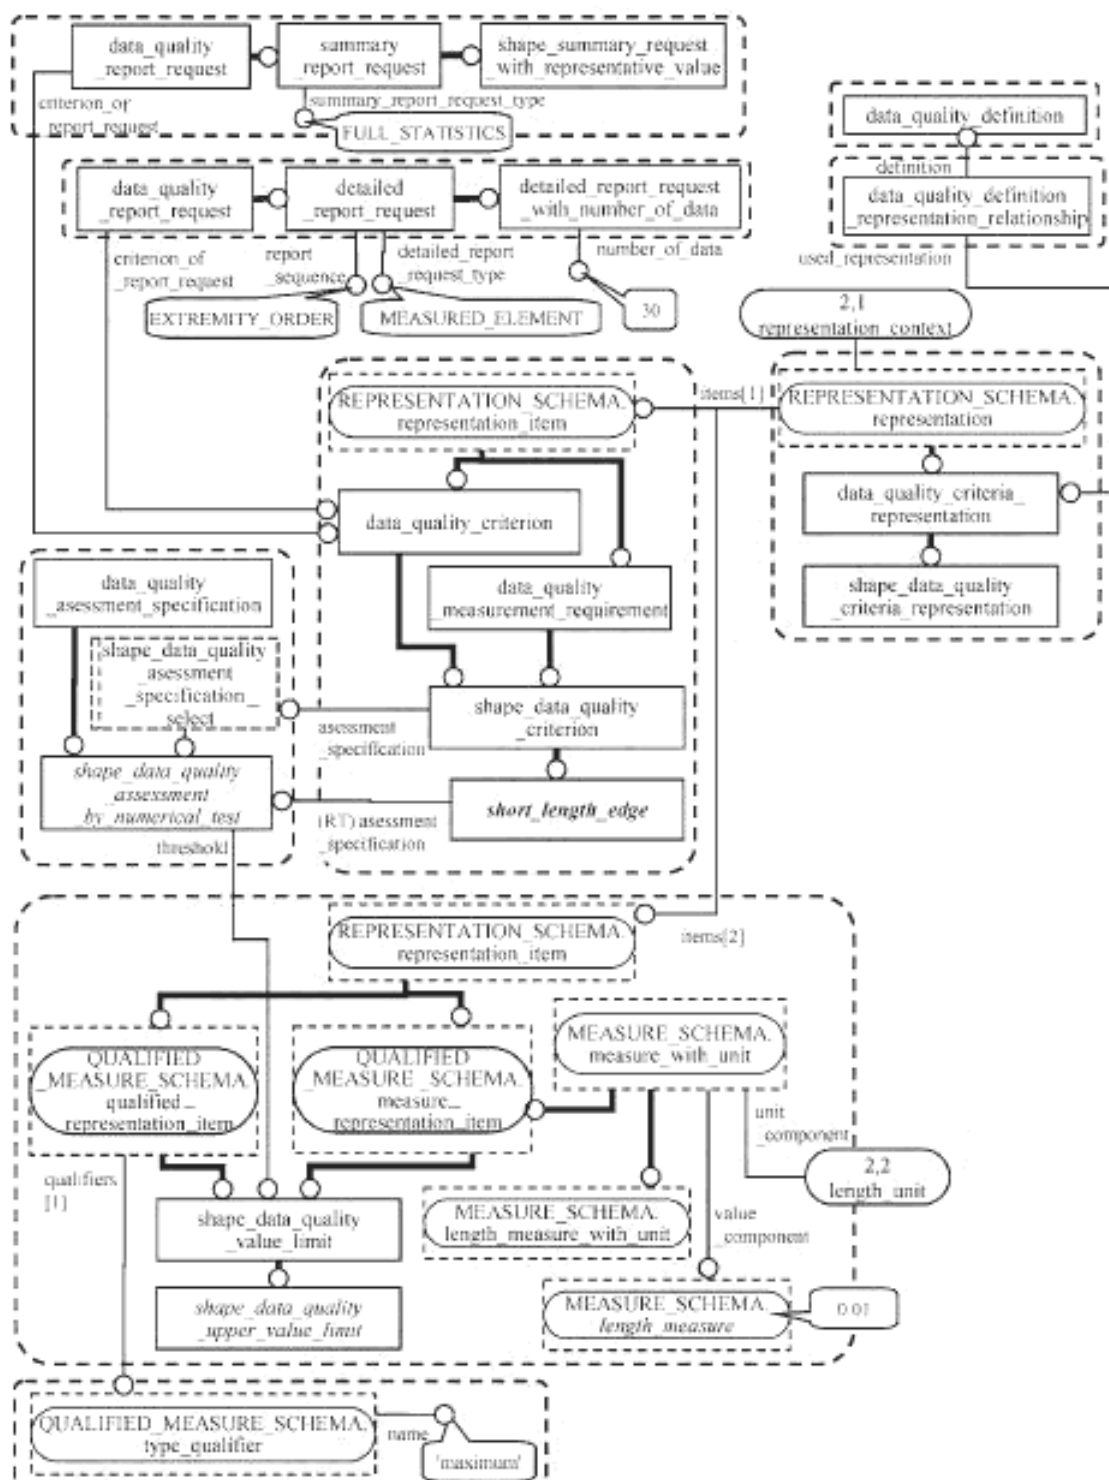 data_quality
_report_request
summary
_report_request
shape_summary_request
_with_representative_value
criterion_of
_report_request
summary_report_request_type
FULL_STATISTICS
data_quality_definition
definition
data_quality_definition
_representation_relationship
used_representation
data_quality
_report_request
detailed
_report_request
detailed_report_request
_with_number_of_data
criterion_of
_report_request
report
_sequence
detailed_report
_request_type
number_of_data
EXTREMITY_ORDER
MEASURED_ELEMENT
30
2,1
representation_context
REPRESENTATION_SCHEMA.
representation_item
items[1]
REPRESENTATION_SCHEMA.
representation
data_quality_criterion
data_quality_criteria_
representation
data_quality
_measurement_requirement
shape_data_quality
_criteria_representation
data_quality
_asessment_specification
shape_data_quality
_asessment
_specification_
select
asessment
_specification
shape_data_quality
_criterion
shape_data_quality
_assessment
_by_numerical_test
(RT) asessment
_specification
short_length_edge
threshold
REPRESENTATION_SCHEMA.
representation_item
items[2]
QUALIFIED
_MEASURE_SCHEMA.
qualified_
representation_item
QUALIFIED
_MEASURE_SCHEMA.
measure_
representation_item
MEASURE_SCHEMA.
measure_with_unit
unit
_component
2,2
length_unit
qualifiers
[1]
shape_data_quality
_value_limit
MEASURE_SCHEMA.
length_measure_with_unit
value
_component
shape_data_quality
_upper_value_limit
MEASURE_SCHEMA.
length_measure
0.01
QUALIFIED_MEASURE_SCHEMA.
type_qualifier
name
'maximum'